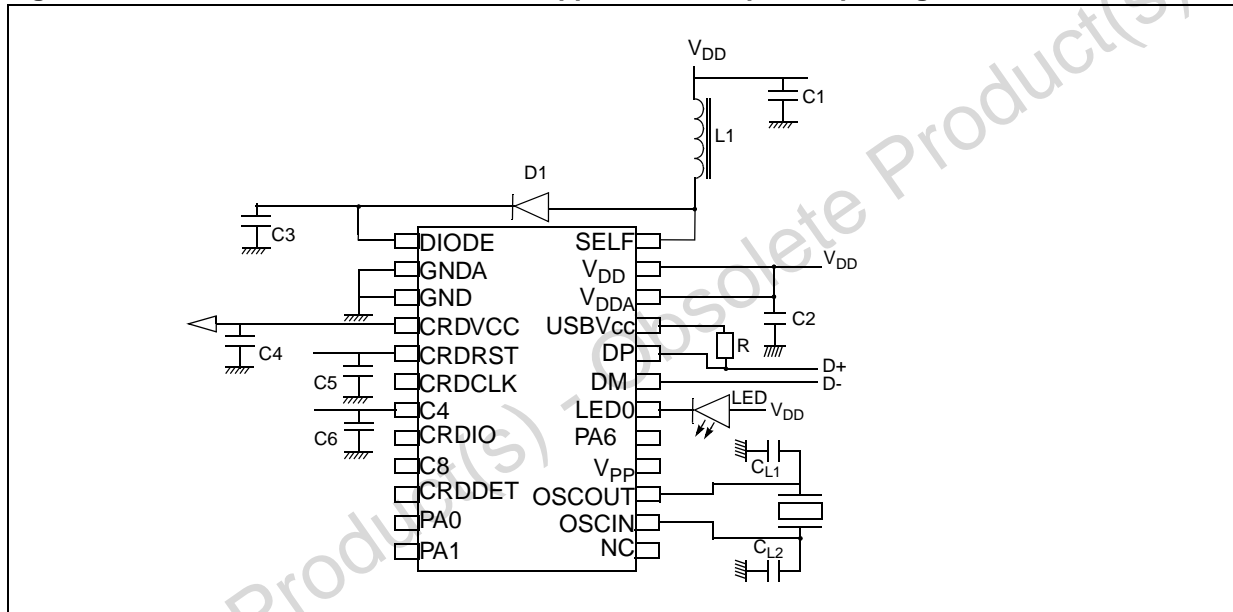 VDD
C1
L1
D1
C3
DIODE
SELF
GNDA
VDD
VDD
GND
VDDA
CRDVCC
USBVcc
C2
C4
R
CRDRST
DP
D+
C5
CRDCLK
DM
D-
C4
LED0
LED
VDD
C6
CRDIO
PA6
C8
VPP
CL1
CRDDET
OSCOUT
PA0
OSCIN
PA1
NC
CL2
Product(s) - Obsolete Product(s)